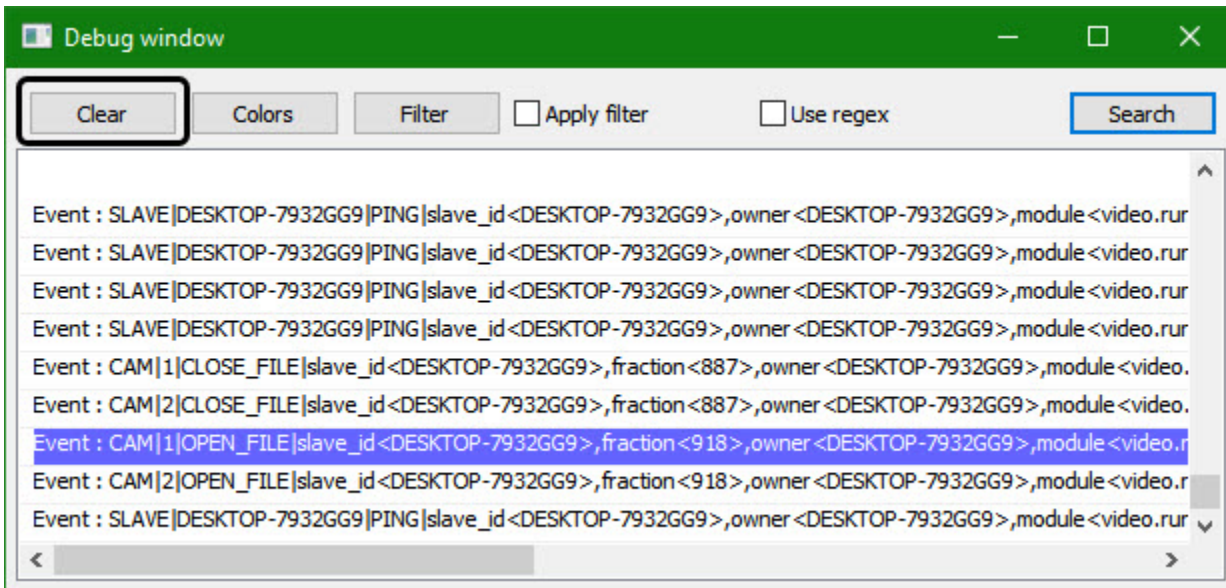 Debug window
Clear Colors Filter Apply filter Use regex Search
Event : SLAVE|DESKTOP-7932GG9|PING|slave_id<DESKTOP-7932GG9>,owner<DESKTOP-7932GG9>,module<video.rur
Event : SLAVE|DESKTOP-7932GG9|PING|slave_id<DESKTOP-7932GG9>,owner<DESKTOP-7932GG9>,module<video.rur
Event : SLAVE|DESKTOP-7932GG9|PING|slave_id<DESKTOP-7932GG9>,owner<DESKTOP-7932GG9>,module<video.rur
Event : SLAVE|DESKTOP-7932GG9|PING|slave_id<DESKTOP-7932GG9>,owner<DESKTOP-7932GG9>,module<video.rur
Event : CAM|1|CLOSE_FILE|slave_id<DESKTOP-7932GG9>,fraction<887>,owner<DESKTOP-7932GG9>,module<video.
Event : CAM|2|CLOSE_FILE|slave_id<DESKTOP-7932GG9>,fraction<887>,owner<DESKTOP-7932GG9>,module<video.
Event : CAM|1|OPEN_FILE|slave_id<DESKTOP-7932GG9>,fraction<918>,owner<DESKTOP-7932GG9>,module<video.r
Event : CAM|2|OPEN_FILE|slave_id<DESKTOP-7932GG9>,fraction<918>,owner<DESKTOP-7932GG9>,module<video.r
Event : SLAVE|DESKTOP-7932GG9|PING|slave_id<DESKTOP-7932GG9>,owner<DESKTOP-7932GG9>,module<video.rur